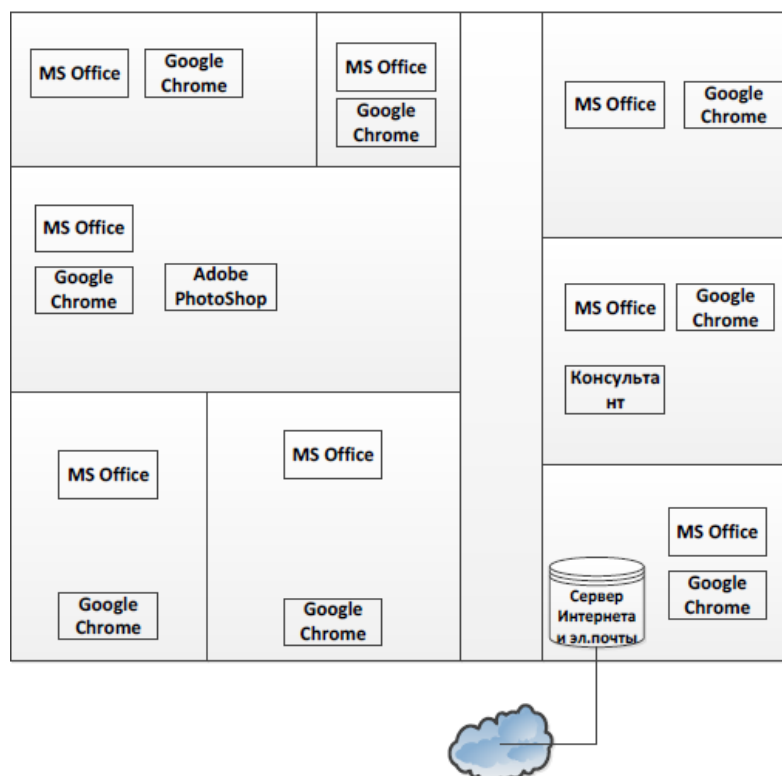 MS Office
Google
Chrome
MS Office
Google
Chrome
MS Office
Google
Chrome
Adobe
PhotoShop
MS Office
Google
Chrome
MS Office
Google
Chrome
MS Office
Google
Chrome
MS Office
Google
Chrome
Консульта
нт
MS Office
Google
Chrome
Сервер
Интернета
и эл.почты